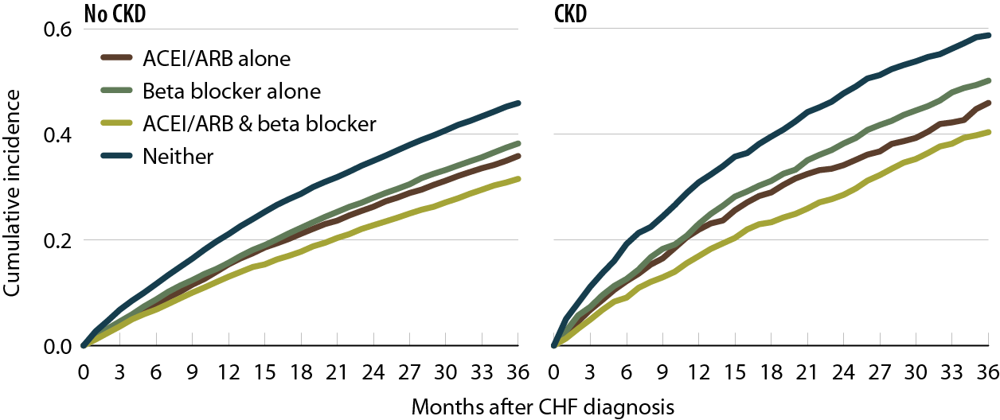 No CKD
CKD
0.6
ACEI/ARB alone
Beta blocker alone
ACEI/ARB & beta blocker
Neither
0.4
0.2
0.0
Cumulative incidence
0 3 6 9 12 15 18 21 24 27 30 33 36
0 3 6 9 12 15 18 21 24 27 30 33 36
Months after CHF diagnosis